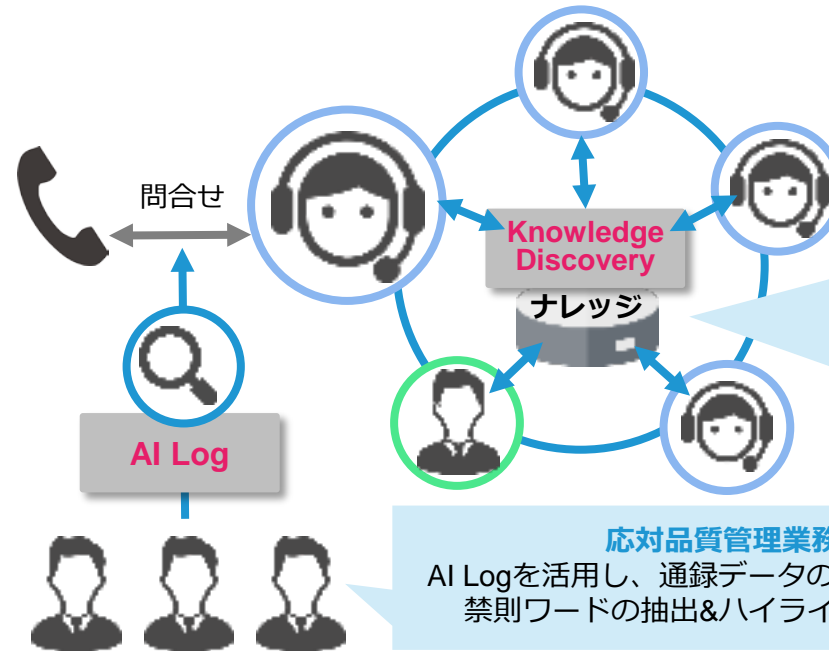 問合せ
Knowledge
Discovery
ナレッジ
AI Log
応対品質管理業務
AI Logを活用し、通録データの
禁則ワードの抽出&ハイライ